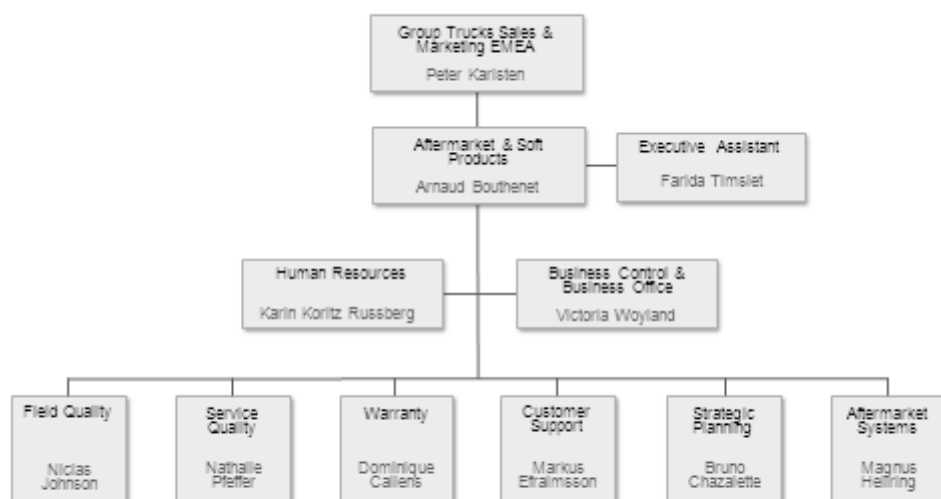 Group Trucks Sales &
Marketing EMEA
Peter Karlsten
Aftermarket & Soft
Products
Arnaud Bouthenet
Executive Assistant
Farida Timsiet
Human Resources
Karin Koritz Russberg
Business Control &
Business Office
Victoria Woyland
Field Quality
Niclas
Johnson
Service
Quality
Nathalie
Pfeffer
Warranty
Dominique
Callens
Customer
Support
Markus
Efraimsson
Strategic
Planning
Bruno
Chazalette
Aftermarket
Systems
Magnus
Hellring